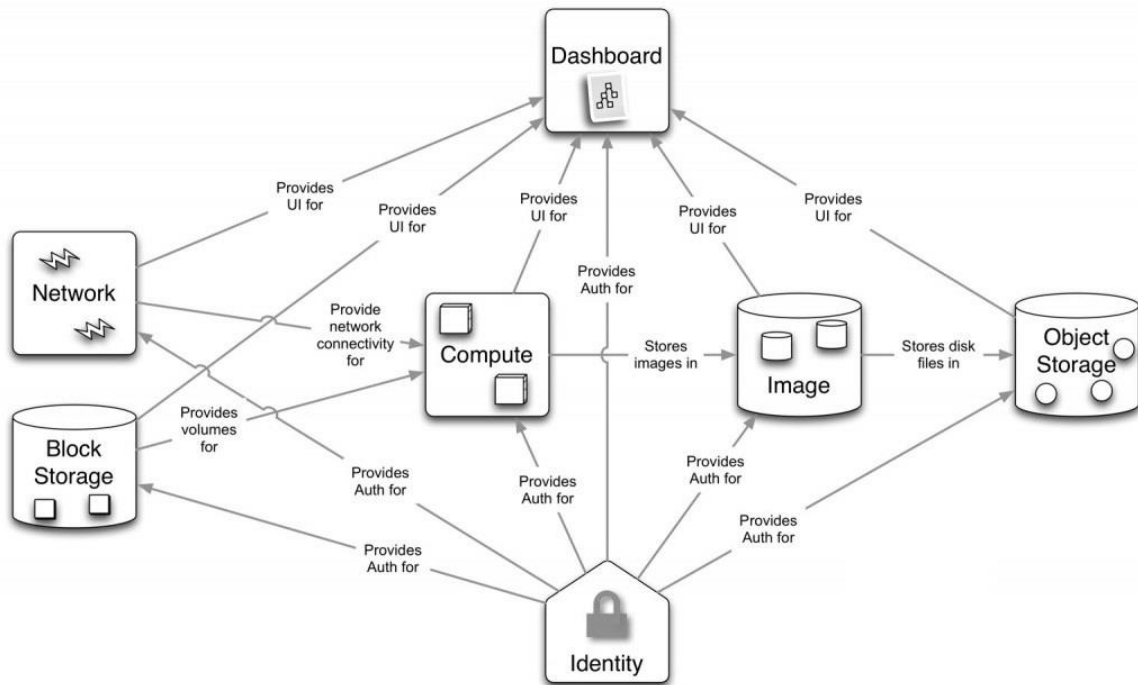 Dashboard
Provides
UI for
Provides
UI for
Provides
UI for
Provides
UI for
Provides
UI for
Network
Provides
Auth for
Provide
network
connectivity
for
Compute
Stores
images in
Image
Stores disk
files in
Object
Storage
Block
Storage
Provides
volumes
for
Provides
Auth for
Provides
Auth for
Provides
Auth for
Provides
Auth for
Provides
Auth for
Identity